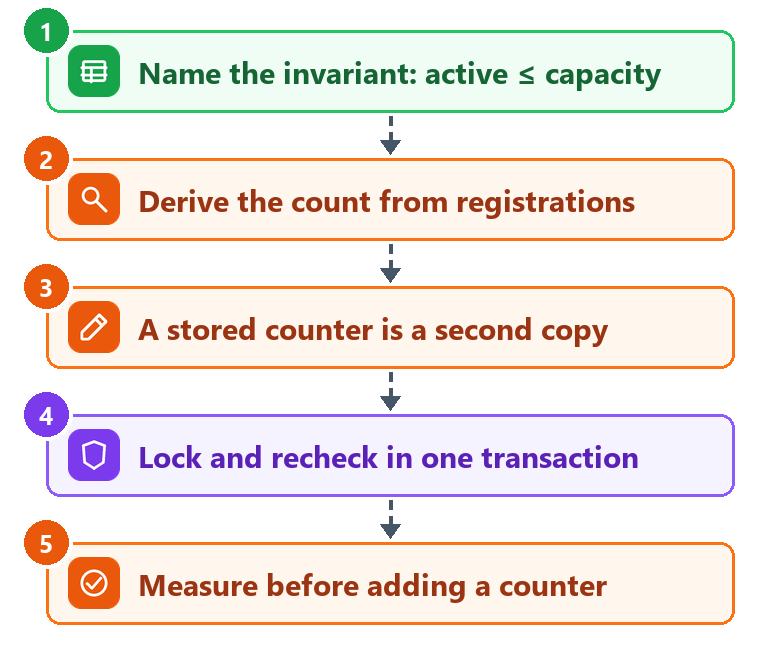 1
Name the invariant: active ≤ capacity
2
Derive the count from registrations
3
A stored counter is a second copy
4
Lock and recheck in one transaction
5
Measure before adding a counter